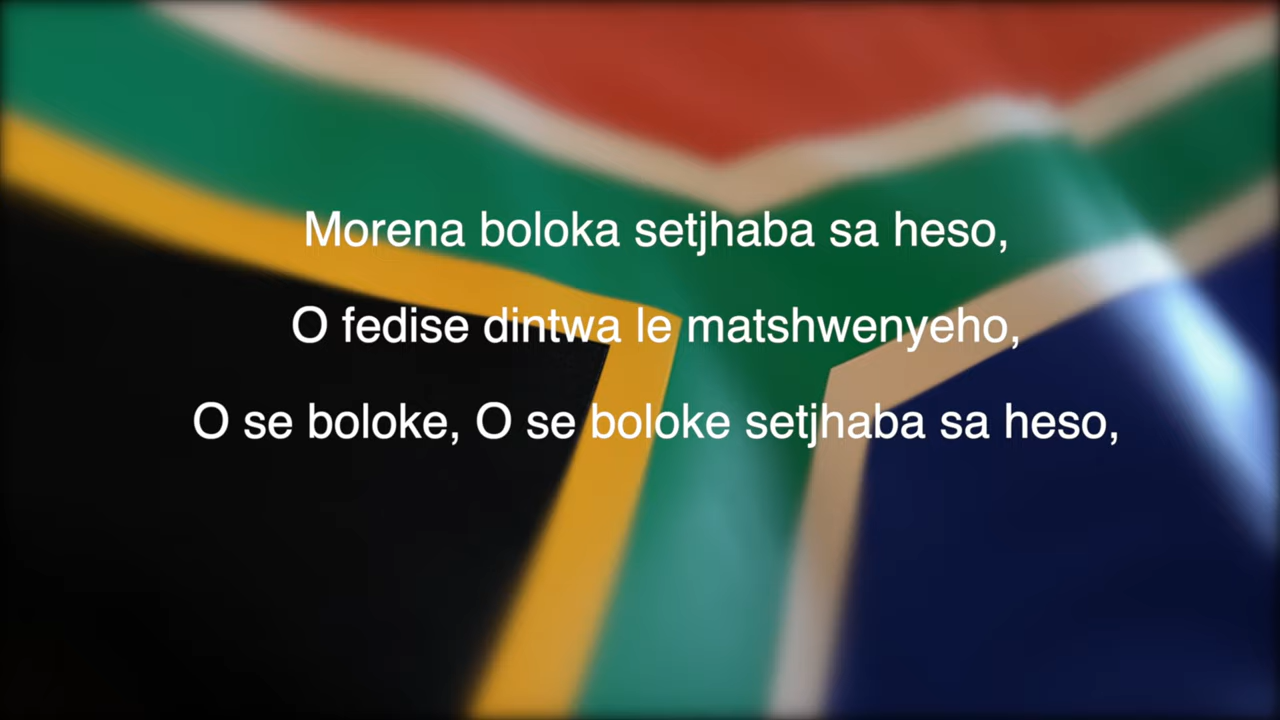 Morena boloka setjhaba sa heso,
O fedise dintwa le matshwenyeho,
O se boloke, O se boloke setjhaba sa heso,